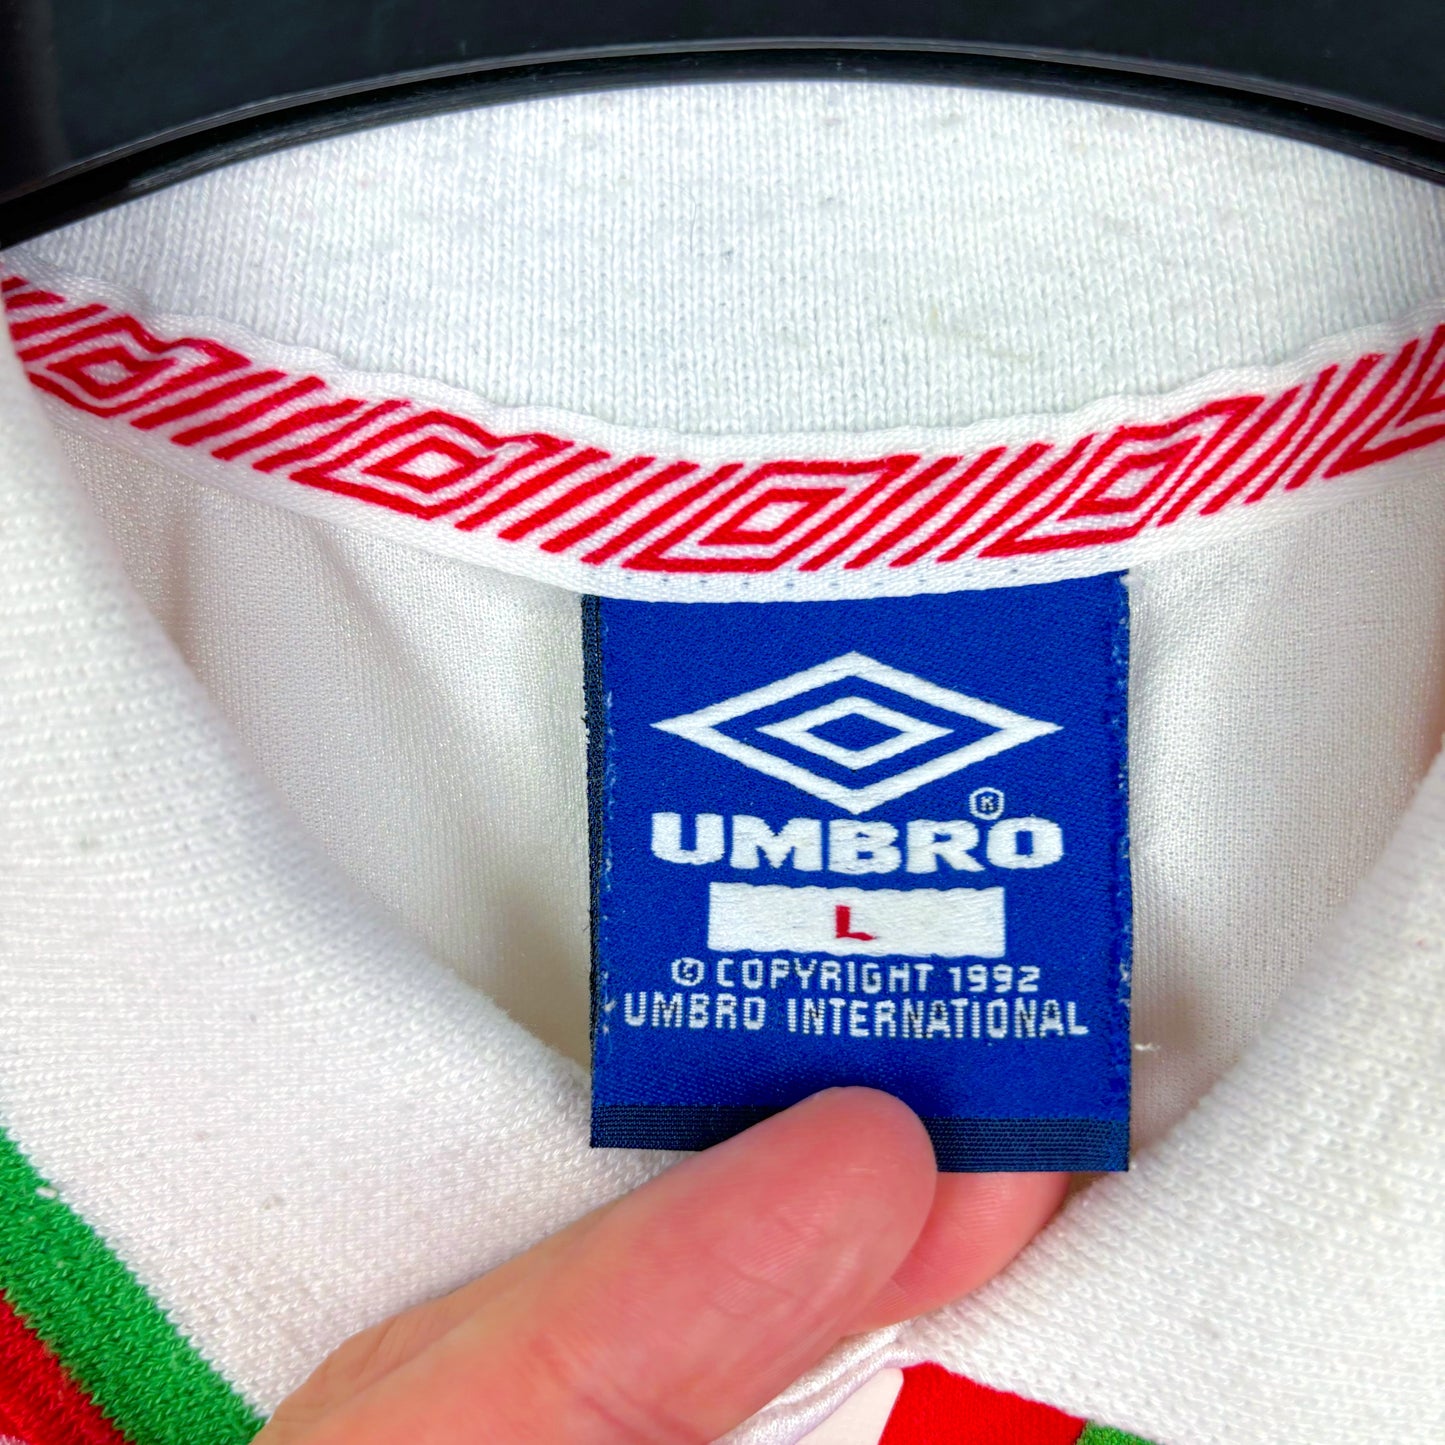 UMBRO®
L
© COPYRIGHT 1992
UMBRO INTERNATIONAL